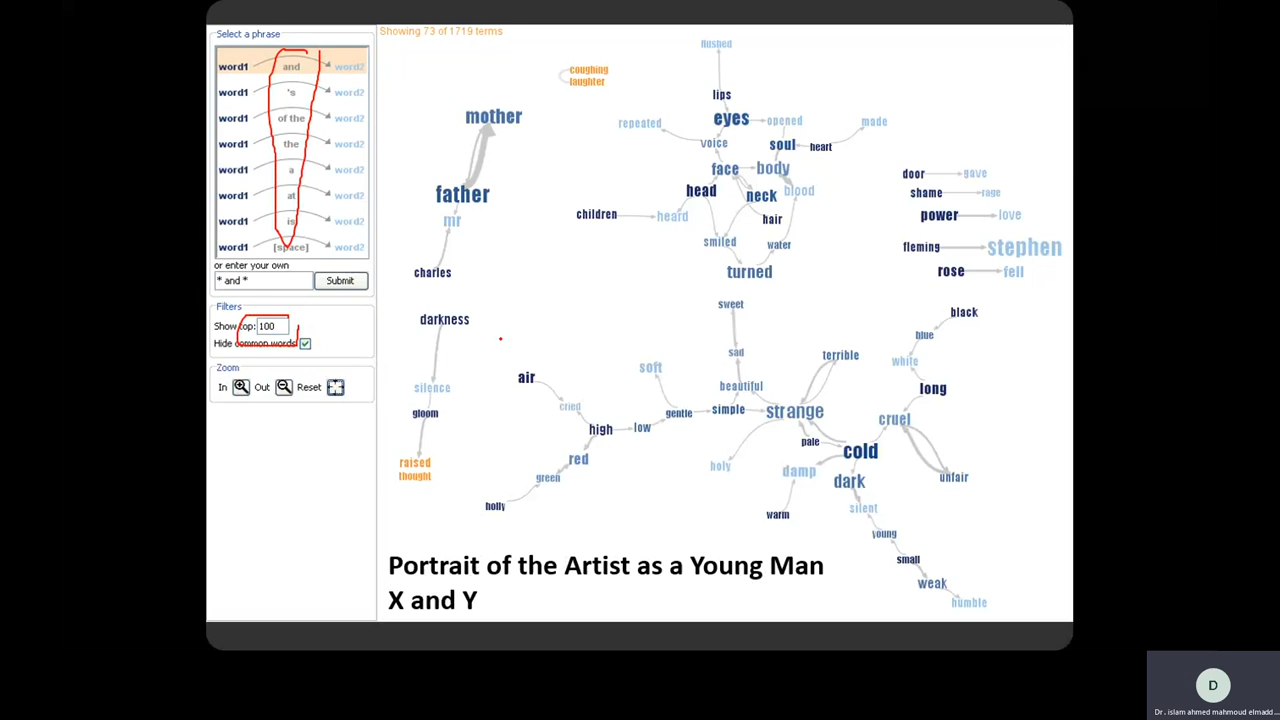 Select a phrase
word1 and word2
word1 's word2
word1 of the word2
word1 the word2
word1 a word2
word1 at word2
word1 is word2
word1 [space] word2
or enter your own
* and *
Submit
Filters
Show top: 100
Hide common words
Zoom
In Out Reset
Showing 73 of 1719 terms
flushed
coughing
laughter
lips
mother
eyes
opened
repeated
made
voice
soul
heart
face
body
door
gave
father
head
neck
blood
shame
rage
mr
children
heard
hair
power
love
smiled
water
fleming
stephen
charles
turned
rose
fell
darkness
sweet
black
blue
sad
terrible
white
air
soft
silence
beautiful
long
cried
gloom
gentle
simple
strange
cruel
high
low
pale
cold
raised
thought
red
holy
damp
green
dark
unfair
holly
warm
silent
young
small
weak
humble
Portrait of the Artist as a Young Man
X and Y
D
Dr. islam ahmed mahmoud elmadd...